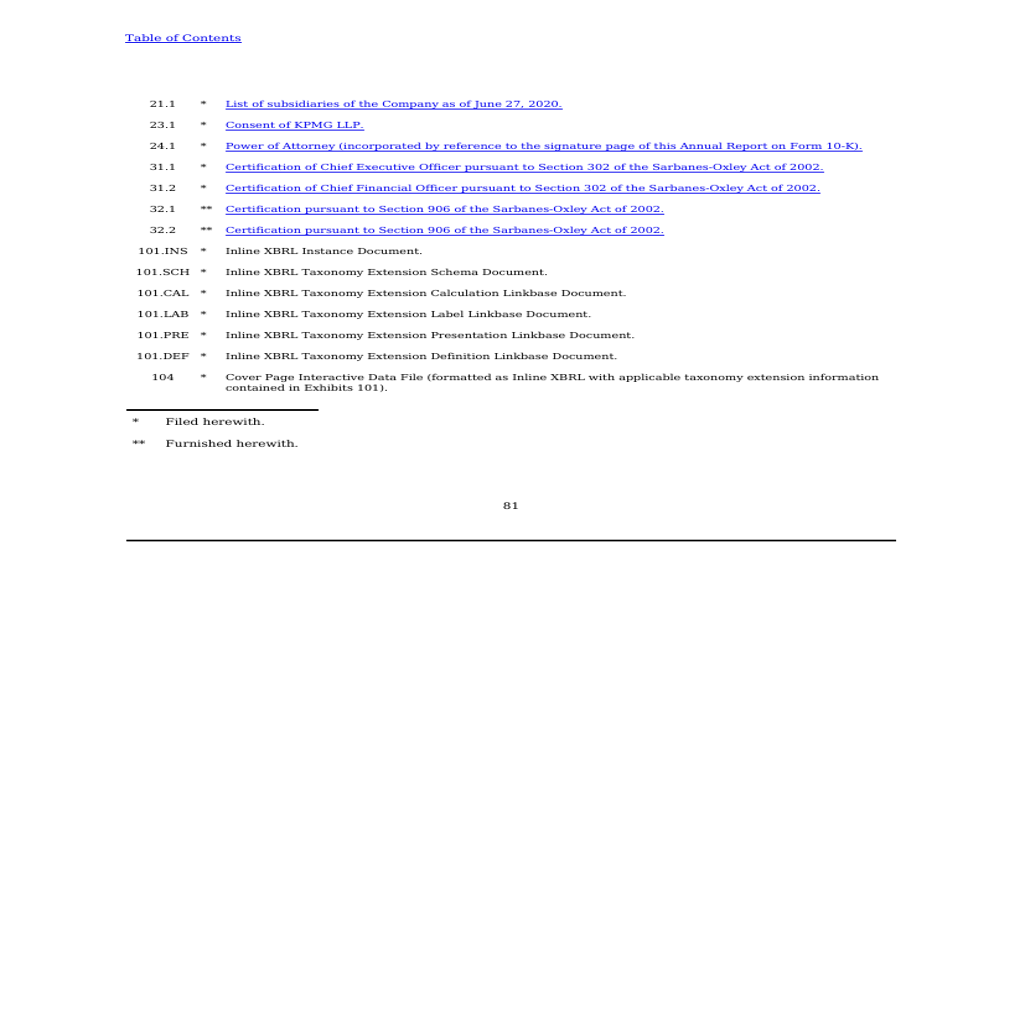 Table of Contents
21.1 * List of subsidiaries of the Company as of June 27, 2020.
23.1 * Consent of KPMG LLP.
24.1 * Power of Attorney (incorporated by reference to the signature page of this Annual Report on Form 10-K).
31.1 * Certification of Chief Executive Officer pursuant to Section 302 of the Sarbanes-Oxley Act of 2002.
31.2 * Certification of Chief Financial Officer pursuant to Section 302 of the Sarbanes-Oxley Act of 2002.
32.1 ** Certification pursuant to Section 906 of the Sarbanes-Oxley Act of 2002.
32.2 ** Certification pursuant to Section 906 of the Sarbanes-Oxley Act of 2002.
101.INS * Inline XBRL Instance Document.
101.SCH * Inline XBRL Taxonomy Extension Schema Document.
101.CAL * Inline XBRL Taxonomy Extension Calculation Linkbase Document.
101.LAB * Inline XBRL Taxonomy Extension Label Linkbase Document.
101.PRE * Inline XBRL Taxonomy Extension Presentation Linkbase Document.
101.DEF * Inline XBRL Taxonomy Extension Definition Linkbase Document.
104 * Cover Page Interactive Data File (formatted as Inline XBRL with applicable taxonomy extension information
contained in Exhibits 101).
* Filed herewith.
** Furnished herewith.
81